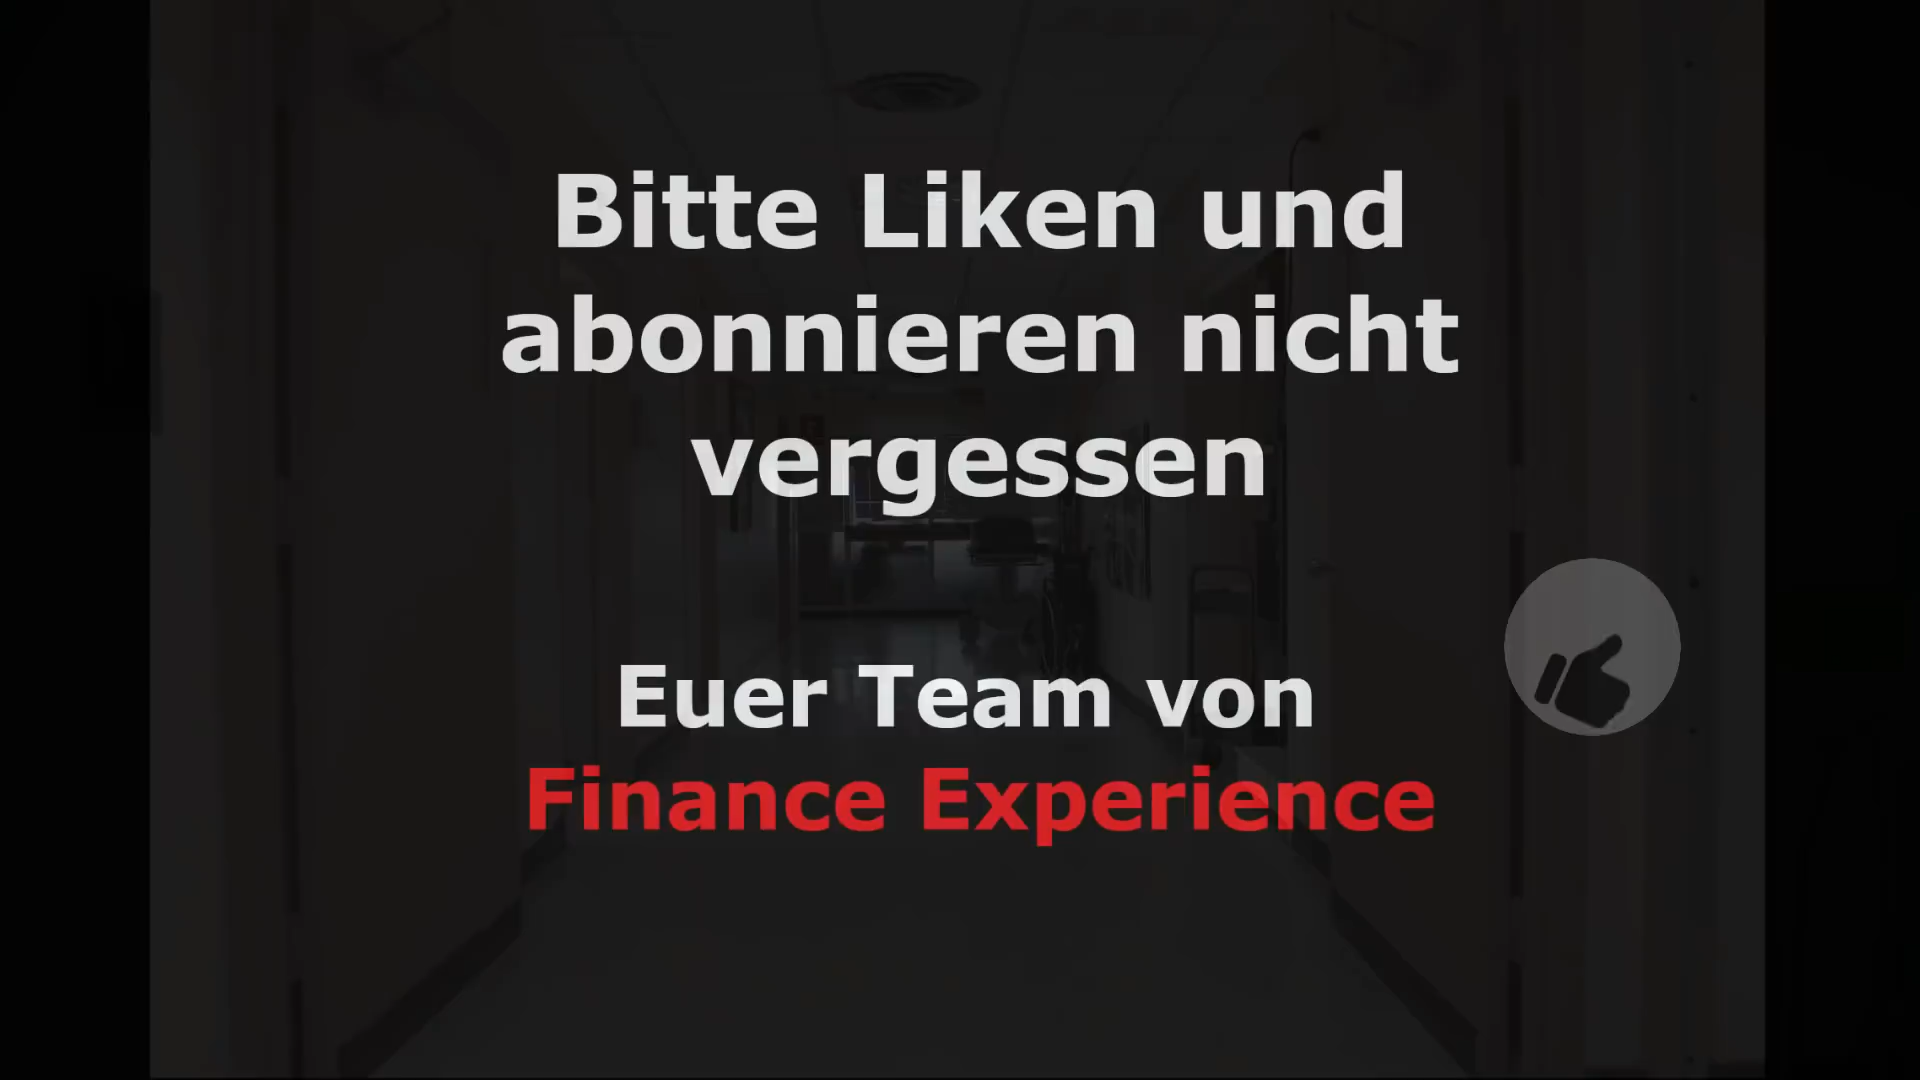 Bitte Liken und
abonnieren nicht
vergessen
Euer Team von
Finance Experience